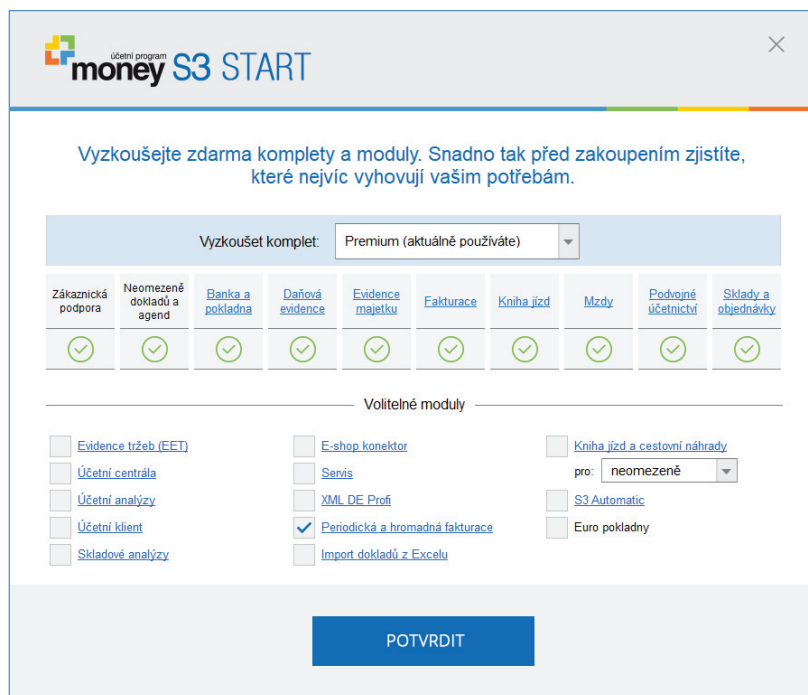 účetní program
money S3 START
Vyzkoušejte zdarma komplety a moduly. Snadno tak před zakoupením zjistíte,
které nejvíc vyhovují vašim potřebám.
Vyzkoušet komplet: Premium (aktuálně používáte)
Zákaznická podpora
Neomezeně dokladů a agend
Banka a pokladna
Daňová evidence
Evidence majetku
Fakturace
Kniha jízd
Mzdy
Podvojné účetnictví
Sklady a objednávky
Volitelné moduly
Evidence tržeb (EET)
Účetní centrála
Účetní analýzy
Účetní klient
Skladové analýzy
E-shop konektor
Servis
XML DE Profi
Periodická a hromadná fakturace
Import dokladů z Excelu
Kniha jízd a cestovní náhrady
pro: neomezeně
S3 Automatic
Euro pokladny
POTVRDIT